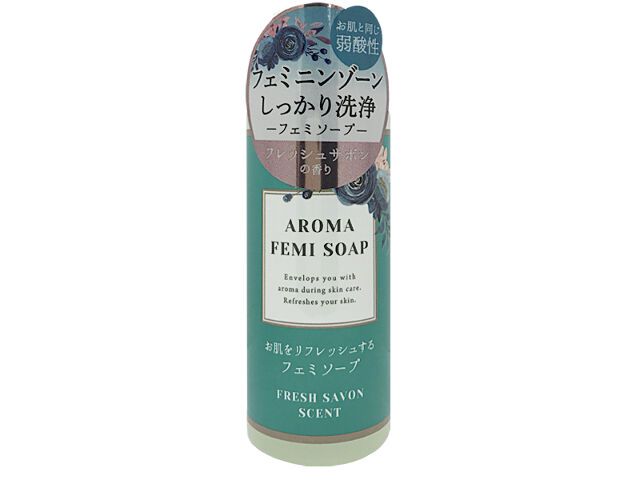 お肌と同じ
弱酸性
フェミニンゾーン
しっかり洗浄
ーフェミソープー
フレッシュサボン
の香り
AROMA
FEMI SOAP
Envelops you with
aroma during skin care.
Refreshes your skin.
お肌をリフレッシュする
フェミソープ
FRESH SAVON
SCENT